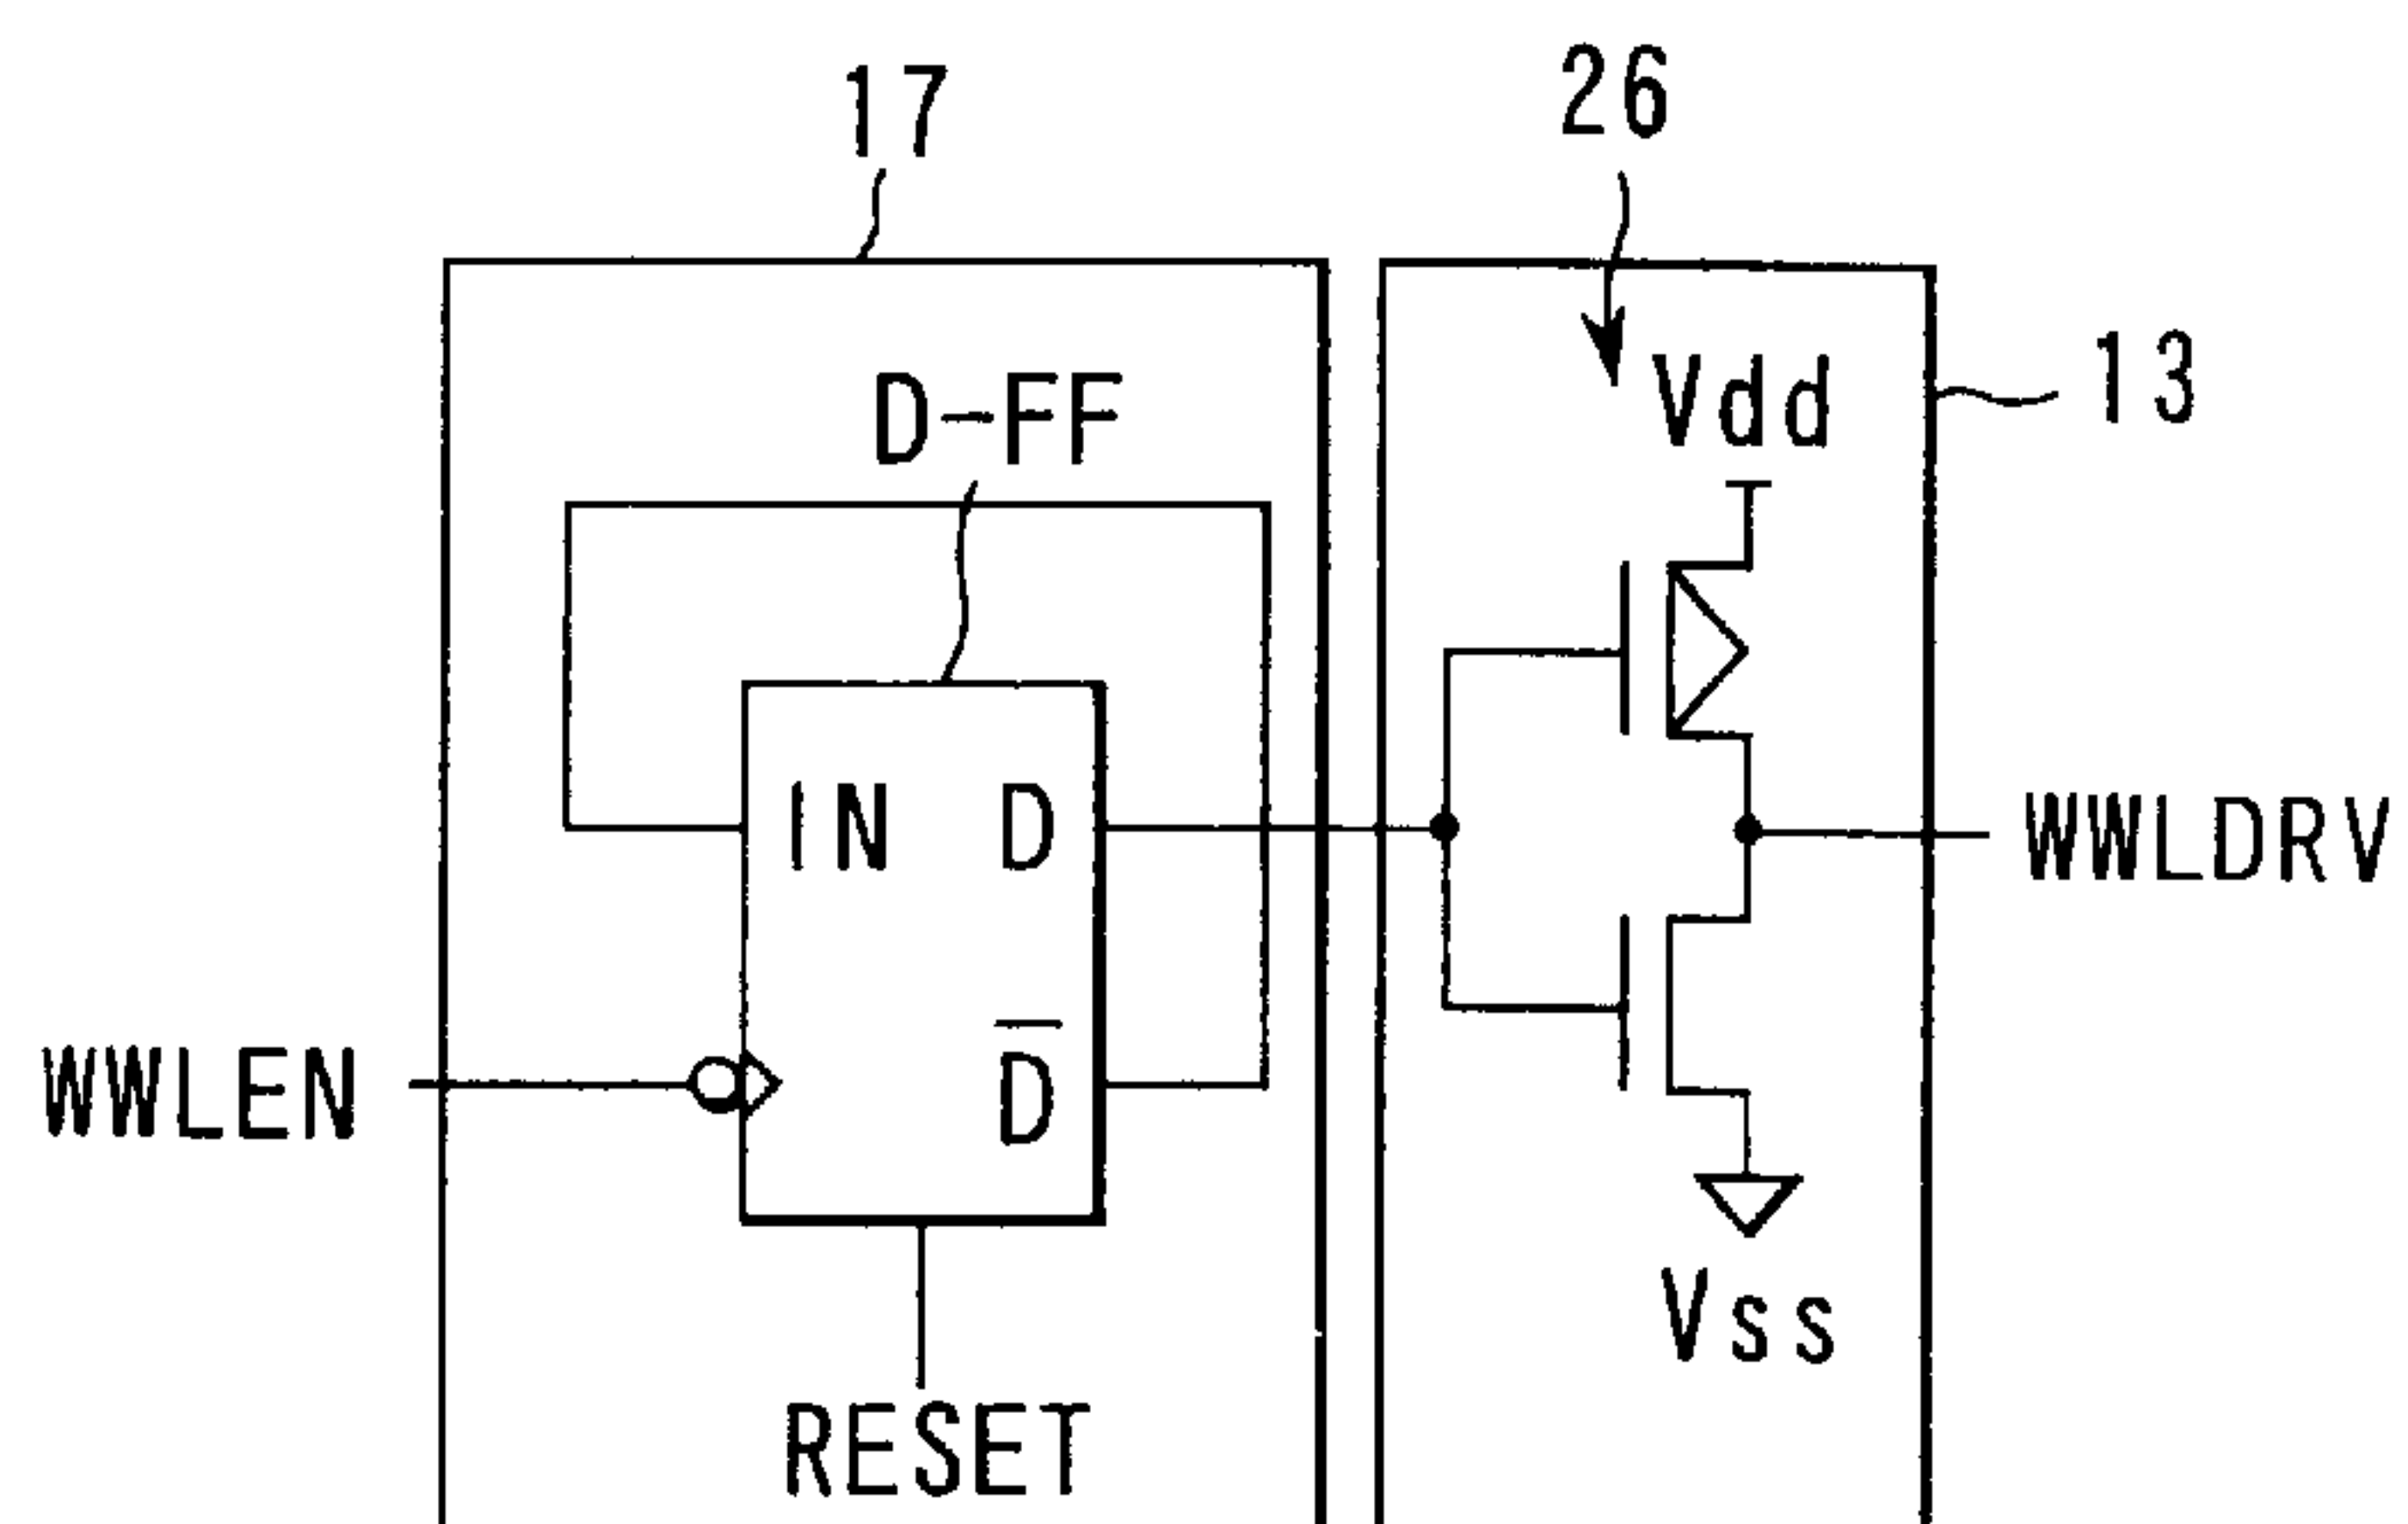 17
26
13
D-FF
Vdd
IN D
WWLDRV
WWLEN
D̅
Vss
RESET